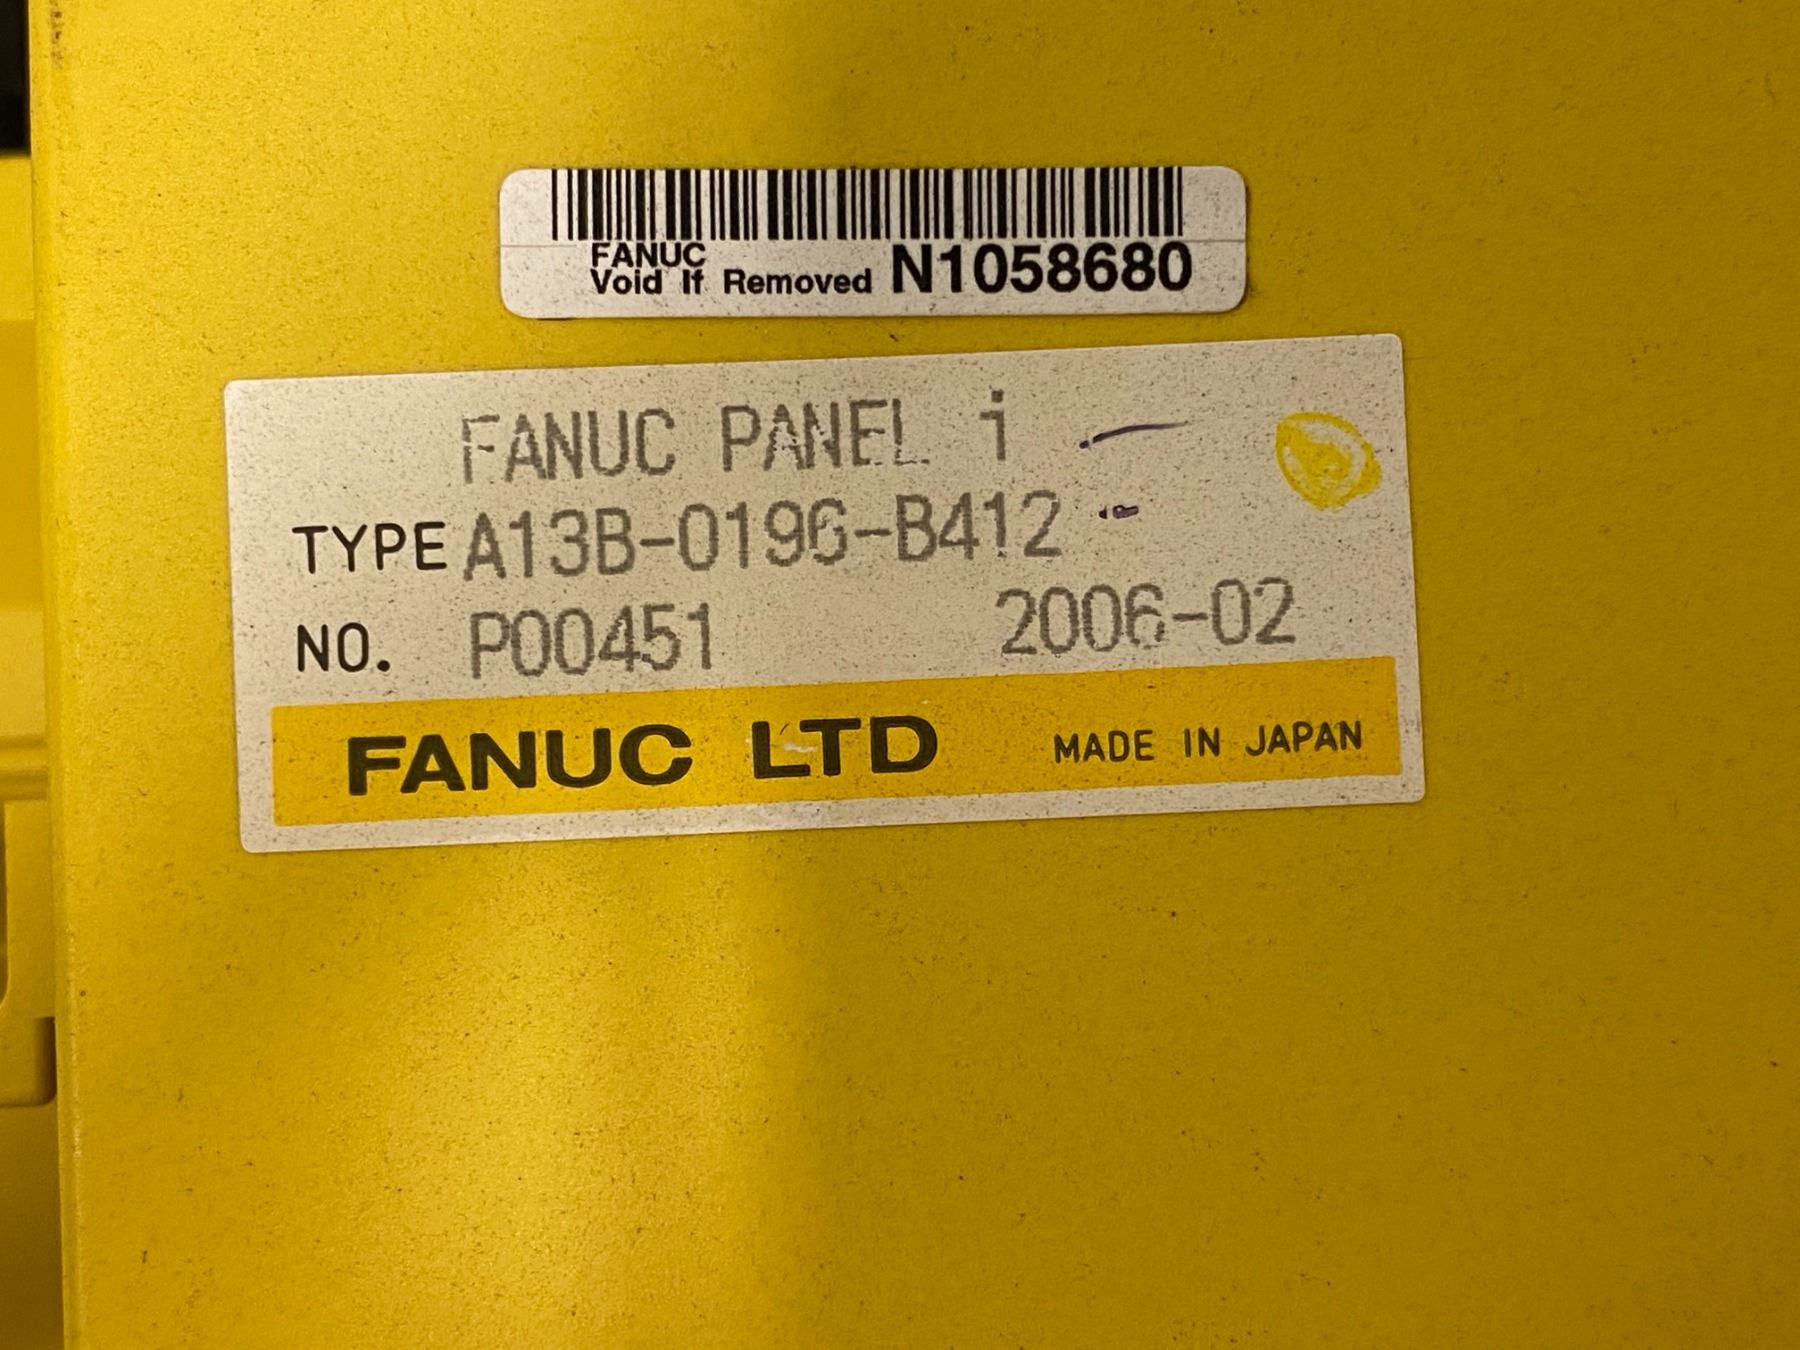 FANUC
Void If Removed N1058680
FANUC PANEL i
TYPE A13B-0196-B412
NO. P00451 2006-02
FANUC LTD MADE IN JAPAN